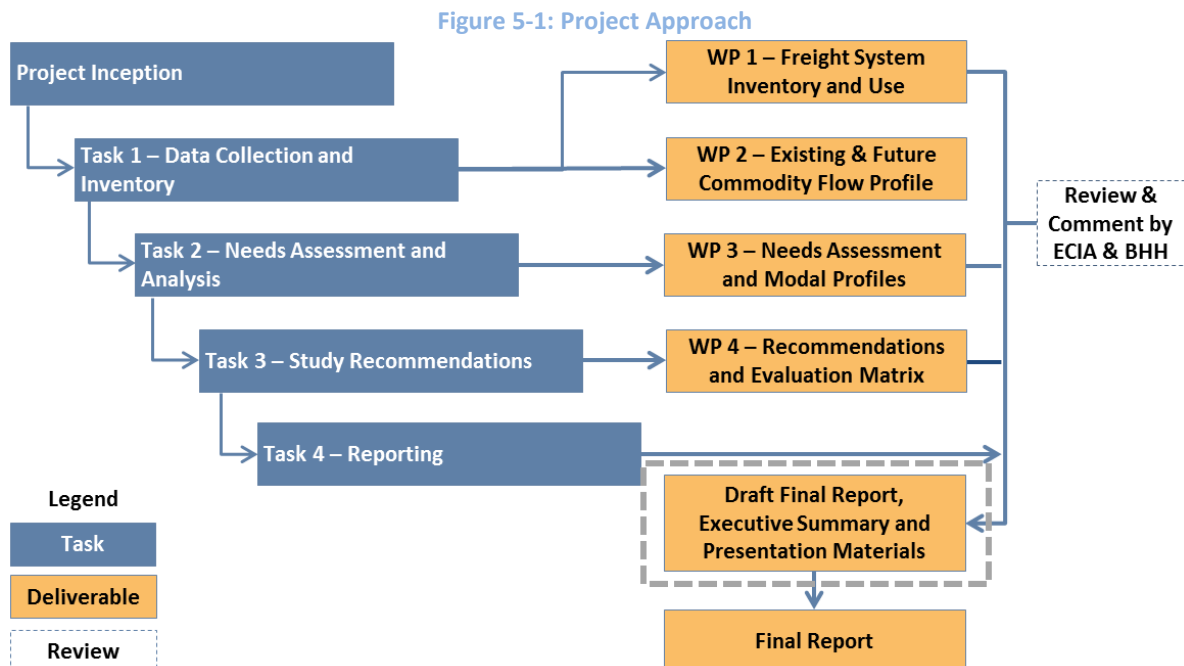 Figure 5-1: Project Approach
Project Inception
WP 1 – Freight System
Inventory and Use
Task 1 – Data Collection and
Inventory
WP 2 – Existing & Future
Commodity Flow Profile
Review &
Comment by
ECIA & BHH
Task 2 – Needs Assessment and
Analysis
WP 3 – Needs Assessment
and Modal Profiles
Task 3 – Study Recommendations
WP 4 – Recommendations
and Evaluation Matrix
Task 4 – Reporting
Draft Final Report,
Executive Summary and
Presentation Materials
Final Report
Legend
Task
Deliverable
Review